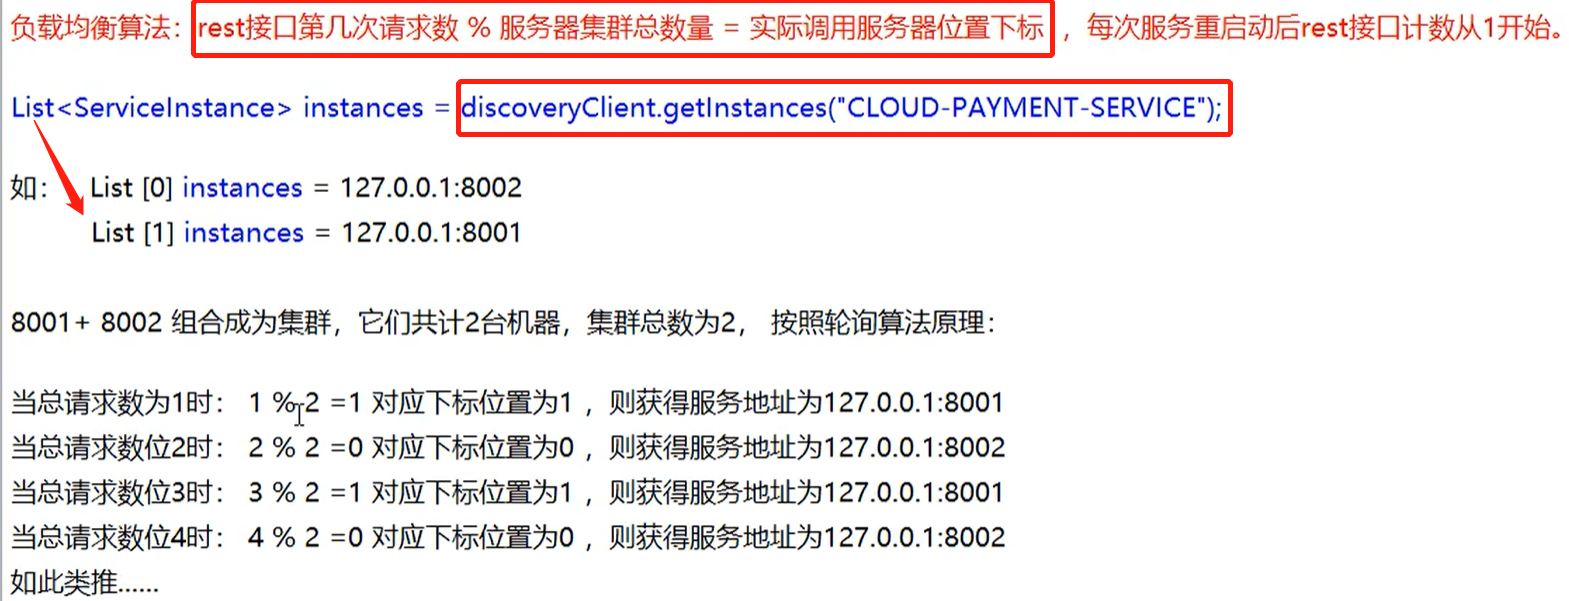 负载均衡算法：rest接口第几次请求数 % 服务器集群总数量 = 实际调用服务器位置下标 ，每次服务重启动后rest接口计数从1开始。
List<ServiceInstance> instances = discoveryClient.getInstances("CLOUD-PAYMENT-SERVICE");
如： List [0] instances = 127.0.0.1:8002
List [1] instances = 127.0.0.1:8001
8001+ 8002 组合成为集群，它们共计2台机器，集群总数为2， 按照轮询算法原理：
当总请求数为1时： 1 % 2 =1 对应下标位置为1 ，则获得服务地址为127.0.0.1:8001
当总请求数位2时： 2 % 2 =0 对应下标位置为0 ，则获得服务地址为127.0.0.1:8002
当总请求数位3时： 3 % 2 =1 对应下标位置为1 ，则获得服务地址为127.0.0.1:8001
当总请求数位4时： 4 % 2 =0 对应下标位置为0 ，则获得服务地址为127.0.0.1:8002
如此类推......